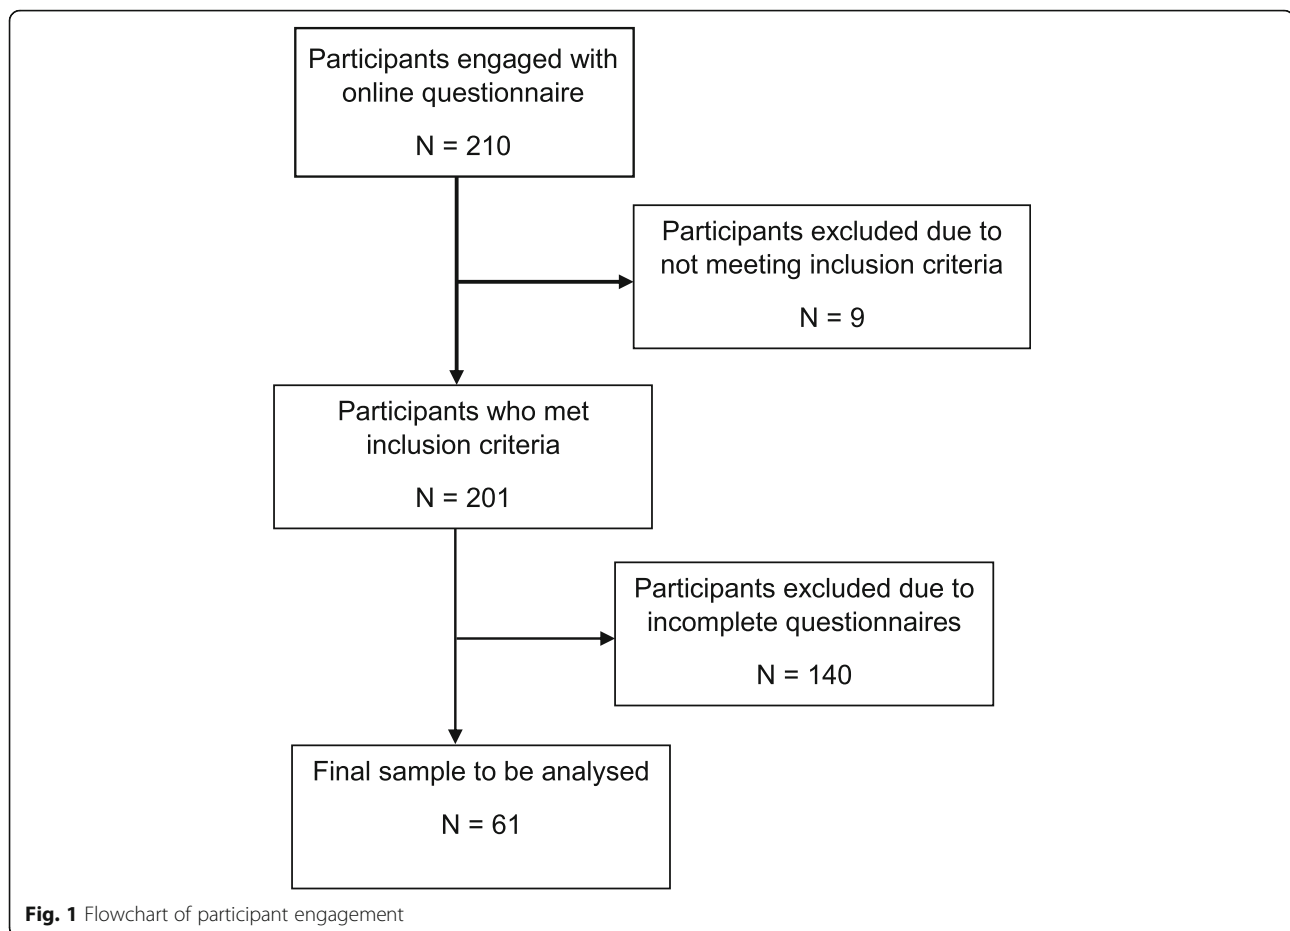 Participants engaged with
online questionnaire
N = 210
Participants excluded due to
not meeting inclusion criteria
N = 9
Participants who met
inclusion criteria
N = 201
Participants excluded due to
incomplete questionnaires
N = 140
Final sample to be analysed
N = 61
Fig. 1 Flowchart of participant engagement